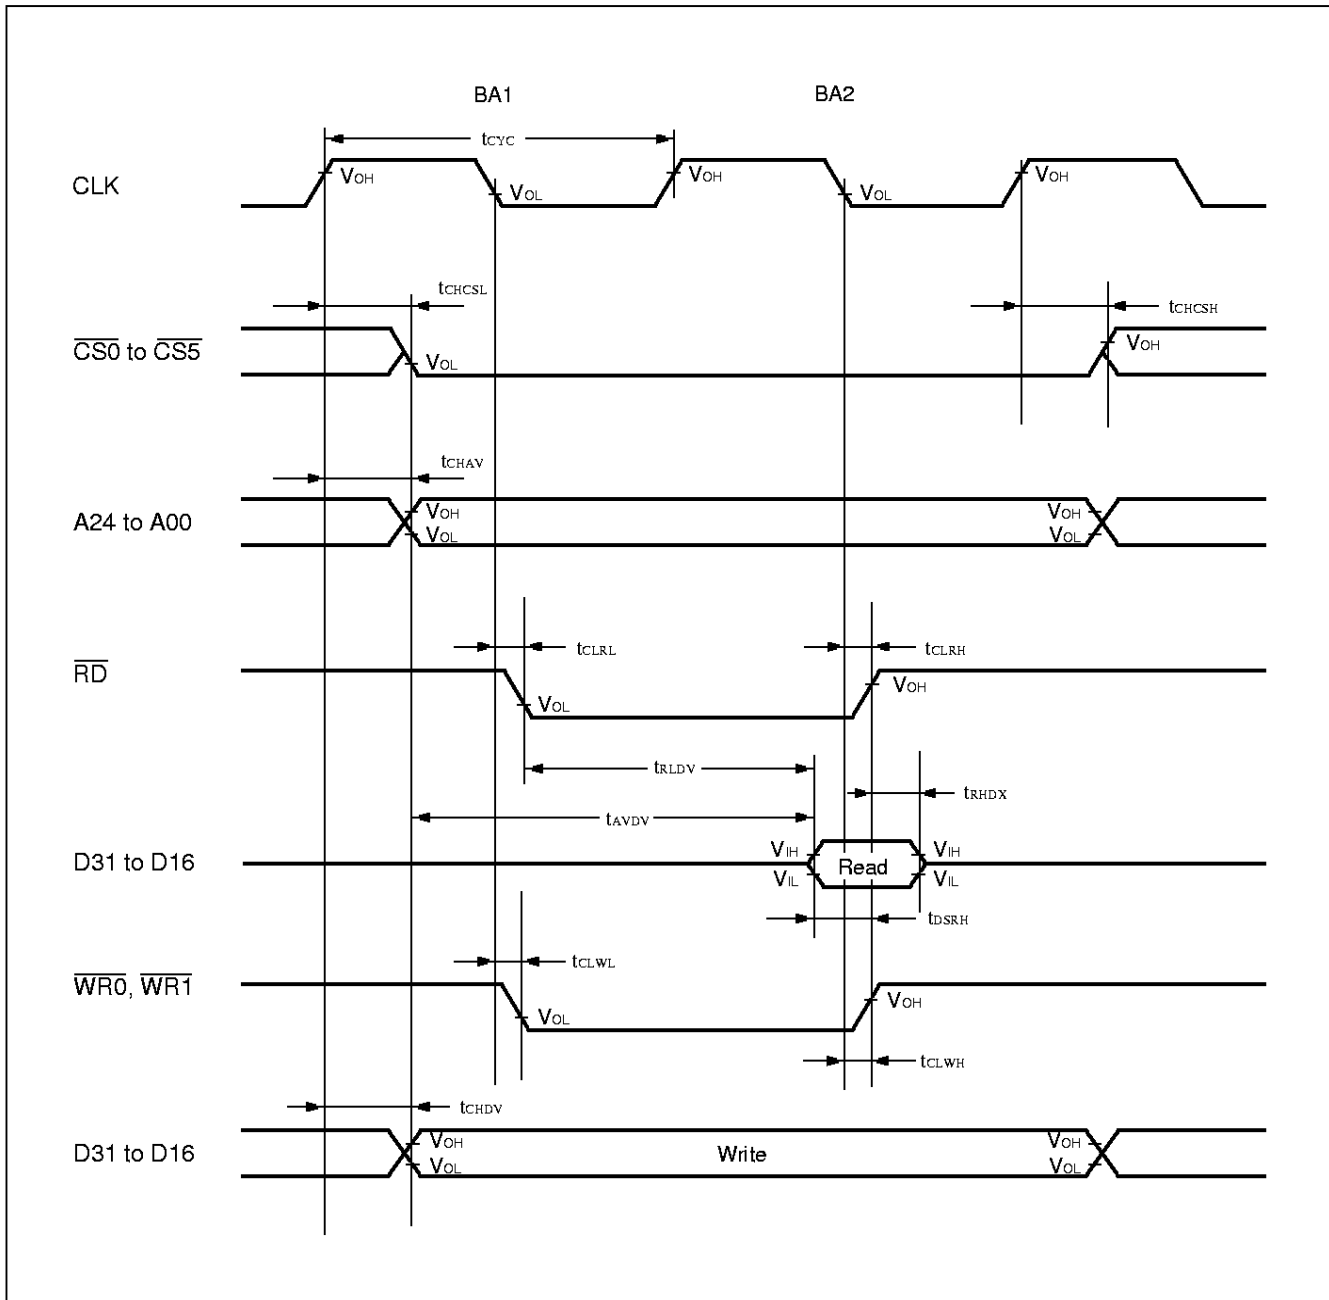 BA1 BA2
tCYC
CLK VOH VOL VOH VOL VOH
tCHCSL tCHCSH
CS0 to CS5 VOL VOH
tCHAV
A24 to A00 VOH VOL VOH VOL
tCLRL tCLRH
RD VOL VOH
tRLDV tRHDX
tAVDV
D31 to D16 VIH VIL Read VIH VIL
tDSRH
tCLWL
WR0, WR1 VOL VOH
tCLWH
tCHDV
D31 to D16 VOH VOL Write VOH VOL